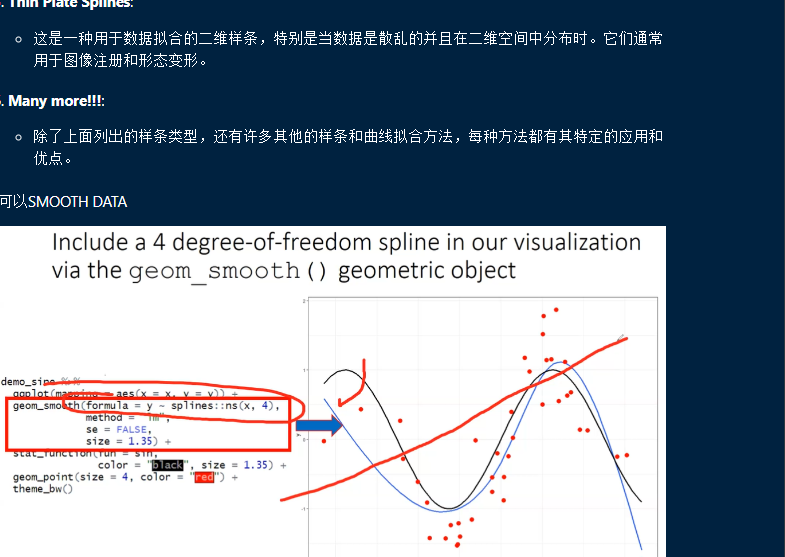 . Thin Plate Splines:
这是一种用于数据拟合的二维样条，特别是当数据是散乱的并且在二维空间中分布时。它们通常
用于图像注册和形态变形。
. Many more!!!:
除了上面列出的样条类型，还有许多其他的样条和曲线拟合方法，每种方法都有其特定的应用和
优点。
可以SMOOTH DATA
Include a 4 degree-of-freedom spline in our visualization
via the geom_smooth() geometric object
demo_sine %>%
ggplot(mapping = aes(x = x, y = y)) +
geom_smooth(formula = y ~ splines::ns(x, 4),
method = "lm",
se = FALSE,
size = 1.35) +
stat_function(fun = sin,
color = "black", size = 1.35) +
geom_point(size = 4, color = "red") +
theme_bw()
2
1
0
-1